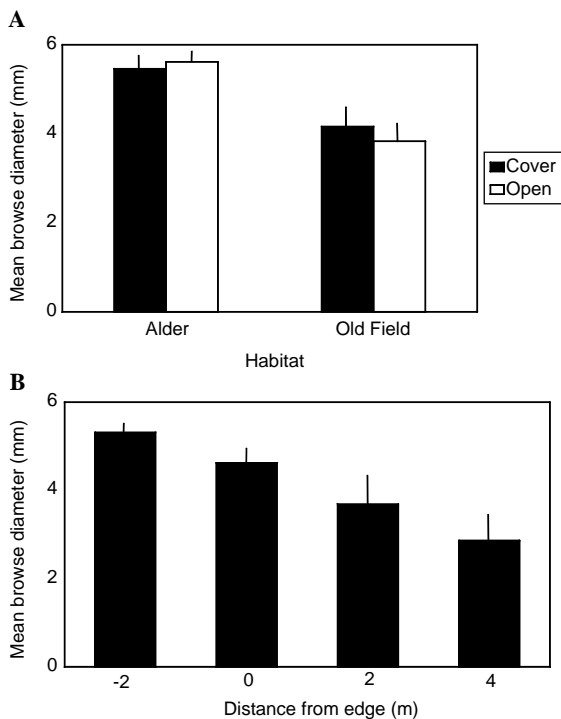 A
Mean browse diameter (mm)
6
4
2
0
Cover
Open
Alder Old Field
Habitat
B
Mean browse diameter (mm)
6
4
2
0
-2 0 2 4
Distance from edge (m)